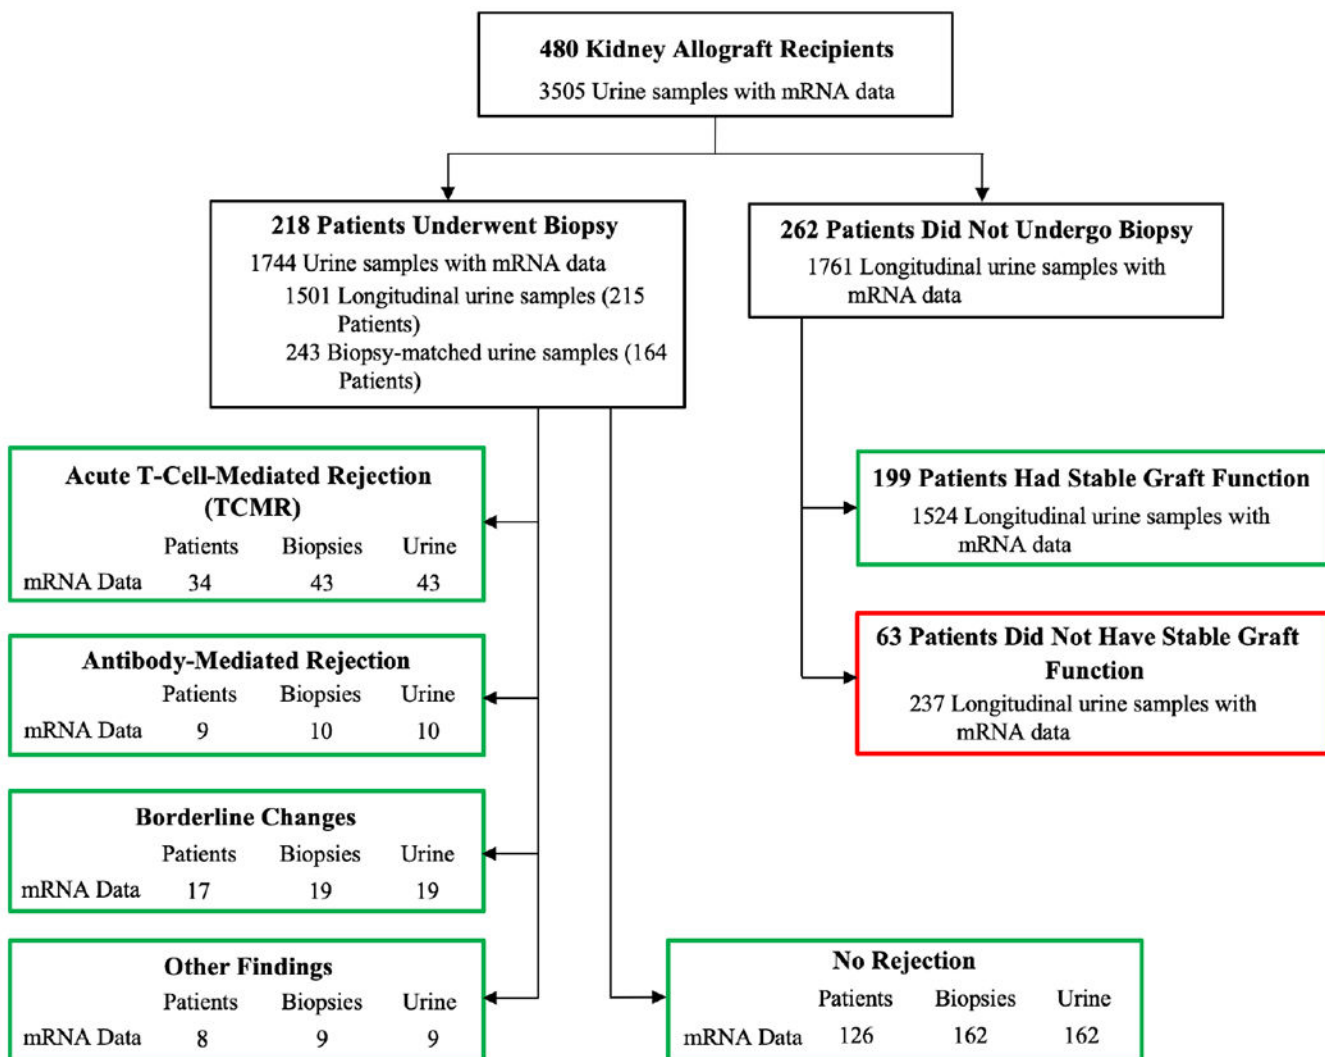 480 Kidney Allograft Recipients
3505 Urine samples with mRNA data
218 Patients Underwent Biopsy
1744 Urine samples with mRNA data
1501 Longitudinal urine samples (215
Patients)
243 Biopsy-matched urine samples (164
Patients)
262 Patients Did Not Undergo Biopsy
1761 Longitudinal urine samples with
mRNA data
Acute T-Cell-Mediated Rejection
(TCMR)
Patients Biopsies Urine
mRNA Data 34 43 43
199 Patients Had Stable Graft Function
1524 Longitudinal urine samples with
mRNA data
63 Patients Did Not Have Stable Graft
Function
237 Longitudinal urine samples with
mRNA data
Antibody-Mediated Rejection
Patients Biopsies Urine
mRNA Data 9 10 10
Borderline Changes
Patients Biopsies Urine
mRNA Data 17 19 19
Other Findings
Patients Biopsies Urine
mRNA Data 8 9 9
No Rejection
Patients Biopsies Urine
mRNA Data 126 162 162